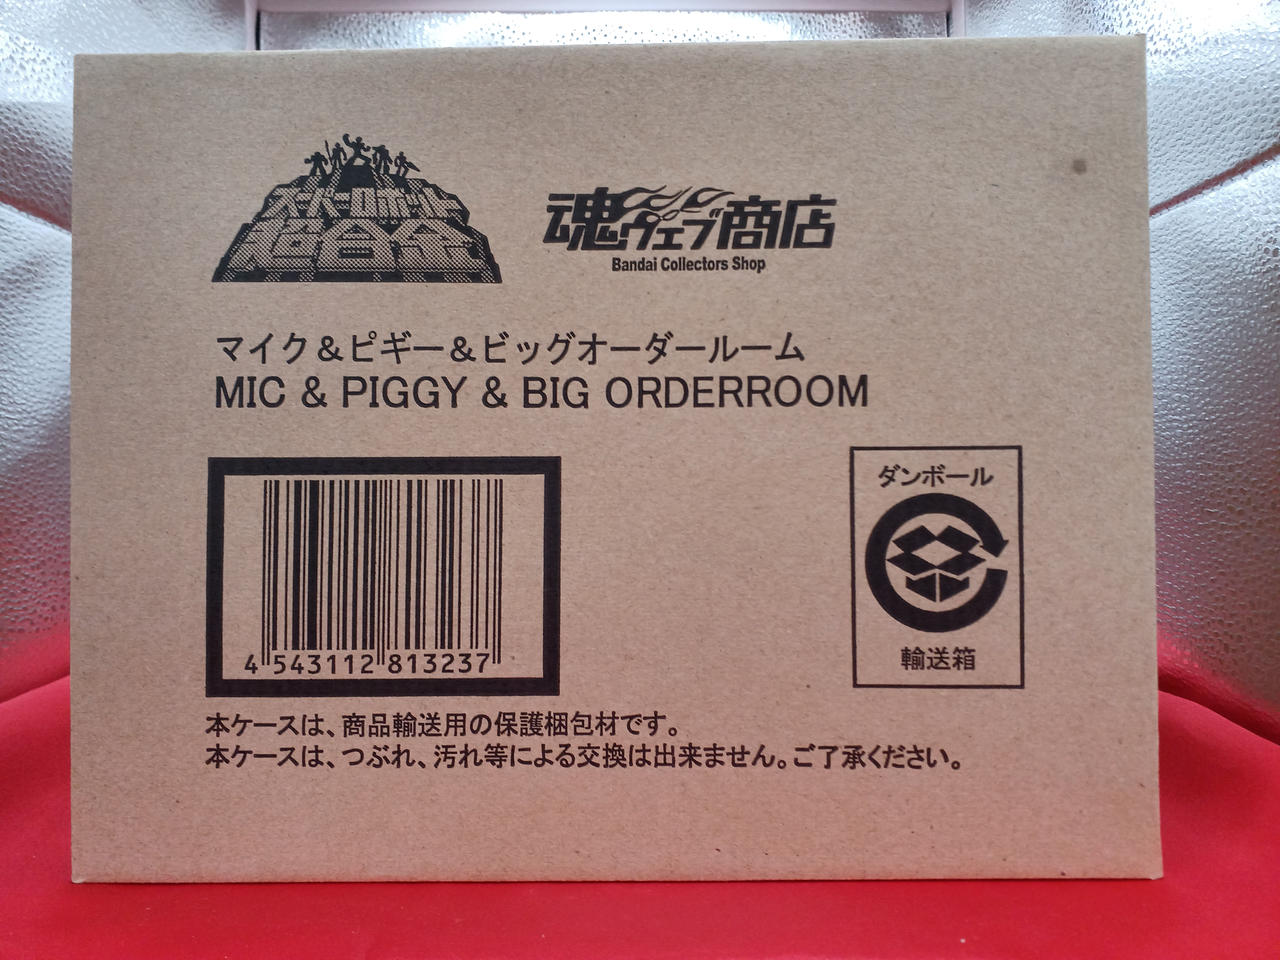 スーパーロボット
超合金
魂ウェブ商店
Bandai Collectors Shop
マイク&ピギー&ビッグオーダールーム
MIC & PIGGY & BIG ORDERROOM
ダンボール
輸送箱
4 543112 813237
本ケースは、商品輸送用の保護梱包材です。
本ケースは、つぶれ、汚れ等による交換は出来ません。ご了承ください。